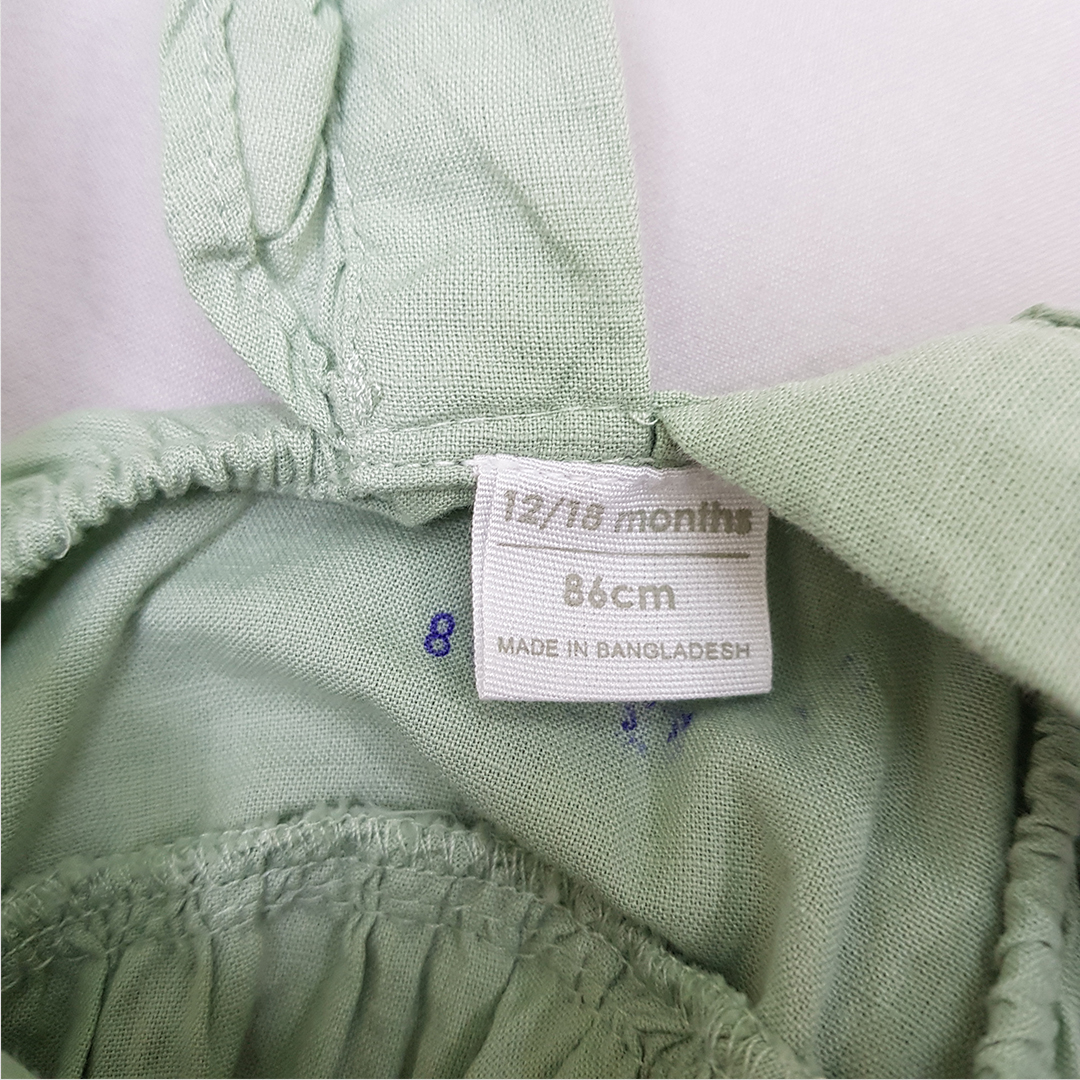 12/18 months
86cm
8
MADE IN BANGLADESH